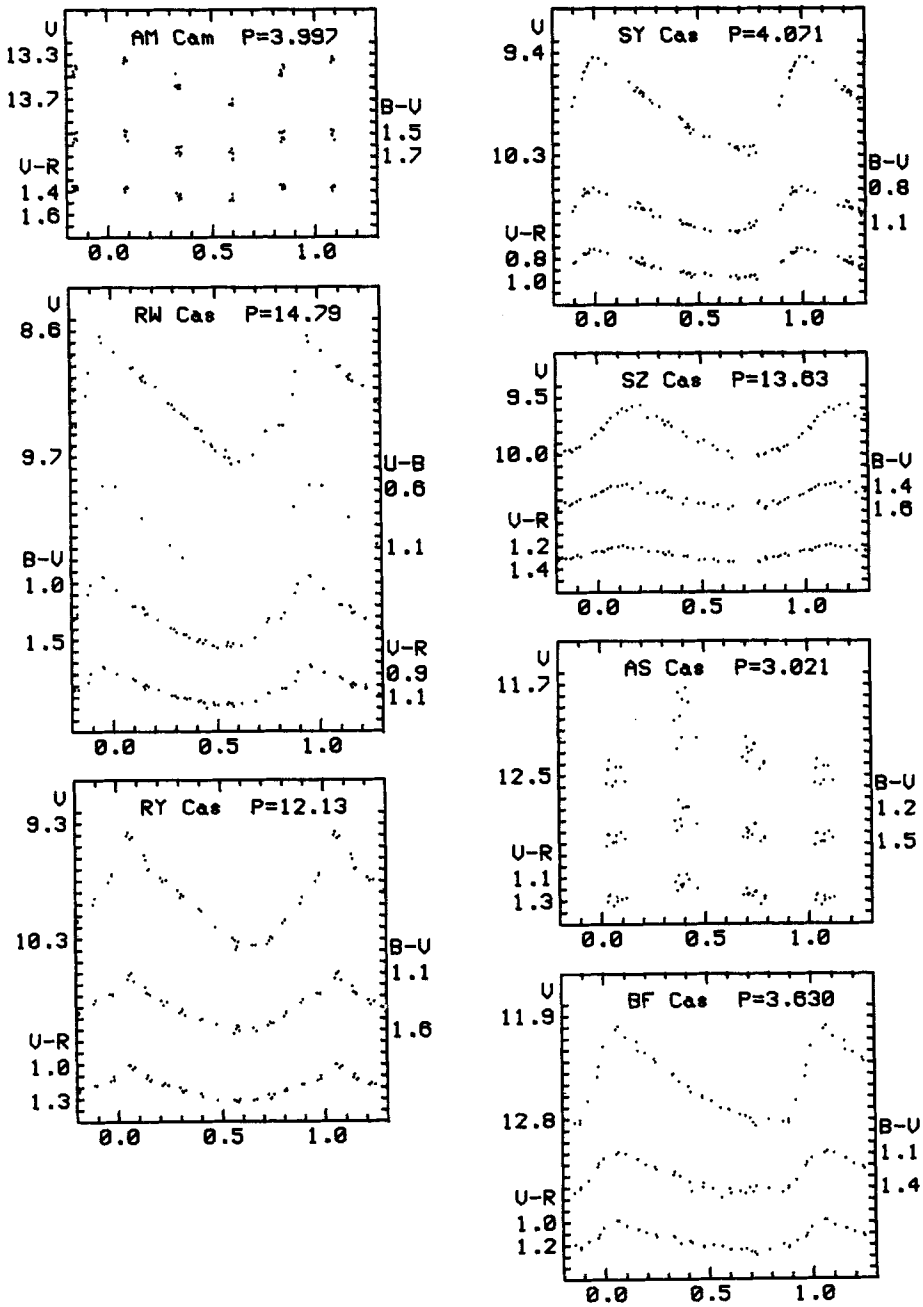 AM Cam P=3.997
V
13.3
13.7
B-V
1.5
1.7
V-R
1.4
1.6
0.0 0.5 1.0
RW Cas P=14.79
V
8.6
9.7
U-B
0.6
1.1
B-V
1.0
1.5
V-R
0.9
1.1
0.0 0.5 1.0
RY Cas P=12.13
V
9.3
10.3
B-V
1.1
1.6
V-R
1.0
1.3
0.0 0.5 1.0
SY Cas P=4.071
V
9.4
10.3
B-V
0.8
1.1
V-R
0.8
1.0
0.0 0.5 1.0
SZ Cas P=13.63
V
9.5
10.0
B-V
1.4
1.6
V-R
1.2
1.4
0.0 0.5 1.0
AS Cas P=3.021
V
11.7
12.5
B-V
1.2
1.5
V-R
1.1
1.3
0.0 0.5 1.0
BF Cas P=3.630
V
11.9
12.8
B-V
1.1
1.4
V-R
1.0
1.2
0.0 0.5 1.0